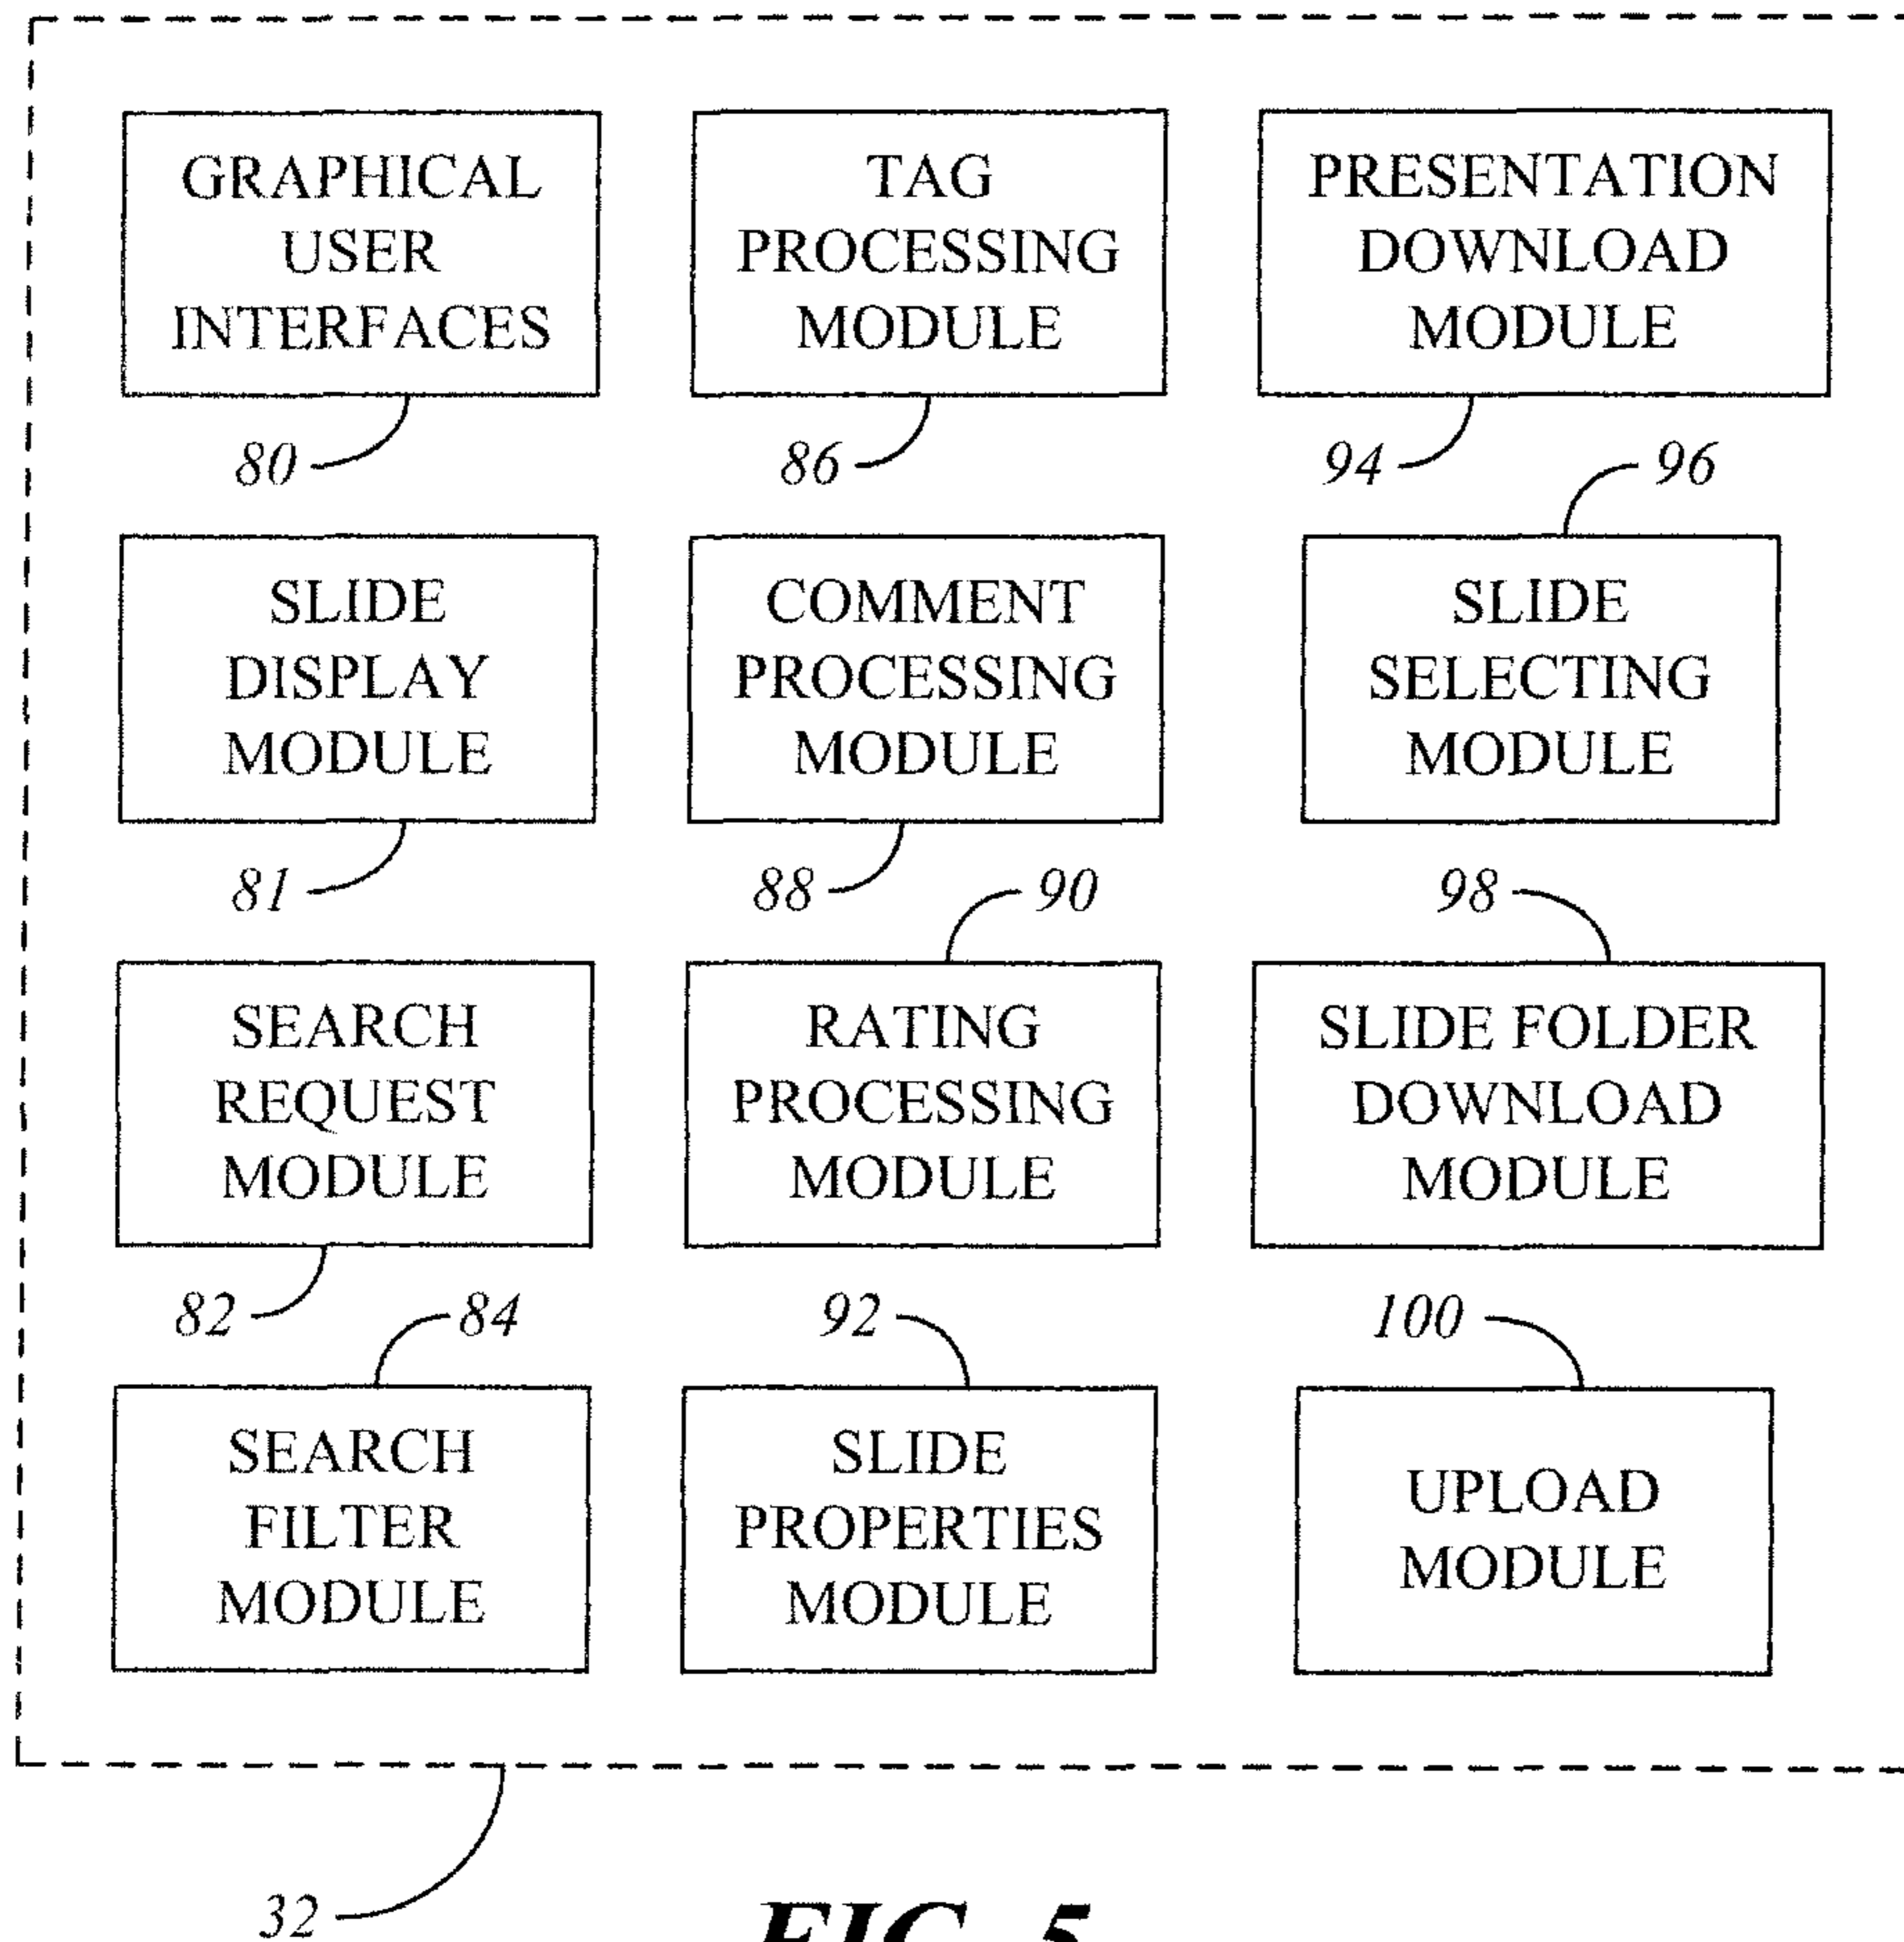 GRAPHICAL
USER
INTERFACES
80
TAG
PROCESSING
MODULE
86
PRESENTATION
DOWNLOAD
MODULE
94
96
SLIDE
DISPLAY
MODULE
81
COMMENT
PROCESSING
MODULE
88
SLIDE
SELECTING
MODULE
90
98
SEARCH
REQUEST
MODULE
82
RATING
PROCESSING
MODULE
SLIDE FOLDER
DOWNLOAD
MODULE
84
92
100
SEARCH
FILTER
MODULE
SLIDE
PROPERTIES
MODULE
UPLOAD
MODULE
32
FIG. 5